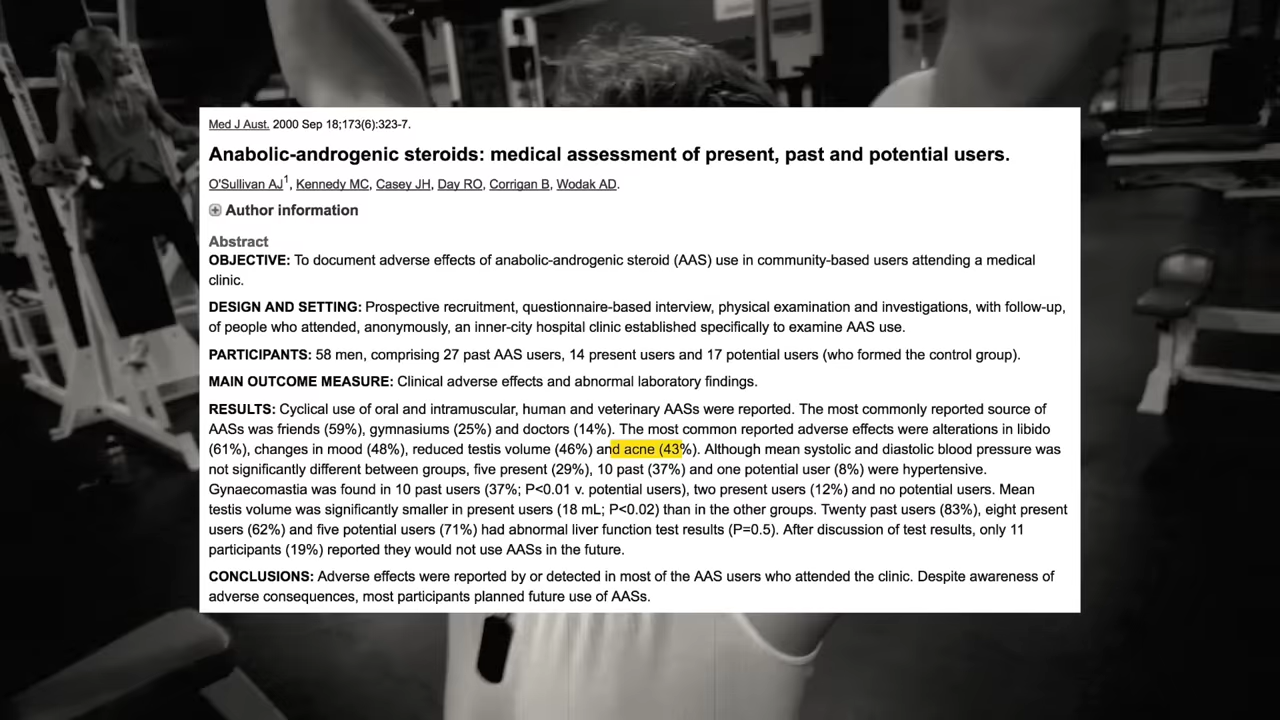 Med J Aust. 2000 Sep 18;173(6):323-7.
Anabolic-androgenic steroids: medical assessment of present, past and potential users.
O'Sullivan AJ1, Kennedy MC, Casey JH, Day RO, Corrigan B, Wodak AD.
Author information
Abstract
OBJECTIVE: To document adverse effects of anabolic-androgenic steroid (AAS) use in community-based users attending a medical
clinic.
DESIGN AND SETTING: Prospective recruitment, questionnaire-based interview, physical examination and investigations, with follow-up,
of people who attended, anonymously, an inner-city hospital clinic established specifically to examine AAS use.
PARTICIPANTS: 58 men, comprising 27 past AAS users, 14 present users and 17 potential users (who formed the control group).
MAIN OUTCOME MEASURE: Clinical adverse effects and abnormal laboratory findings.
RESULTS: Cyclical use of oral and intramuscular, human and veterinary AASs were reported. The most commonly reported source of
AASs was friends (59%), gymnasiums (25%) and doctors (14%). The most common reported adverse effects were alterations in libido
(61%), changes in mood (48%), reduced testis volume (46%) and acne (43%). Although mean systolic and diastolic blood pressure was
not significantly different between groups, five present (29%), 10 past (37%) and one potential user (8%) were hypertensive.
Gynaecomastia was found in 10 past users (37%; P<0.01 v. potential users), two present users (12%) and no potential users. Mean
testis volume was significantly smaller in present users (18 mL; P<0.02) than in the other groups. Twenty past users (83%), eight present
users (62%) and five potential users (71%) had abnormal liver function test results (P=0.5). After discussion of test results, only 11
participants (19%) reported they would not use AASs in the future.
CONCLUSIONS: Adverse effects were reported by or detected in most of the AAS users who attended the clinic. Despite awareness of
adverse consequences, most participants planned future use of AASs.